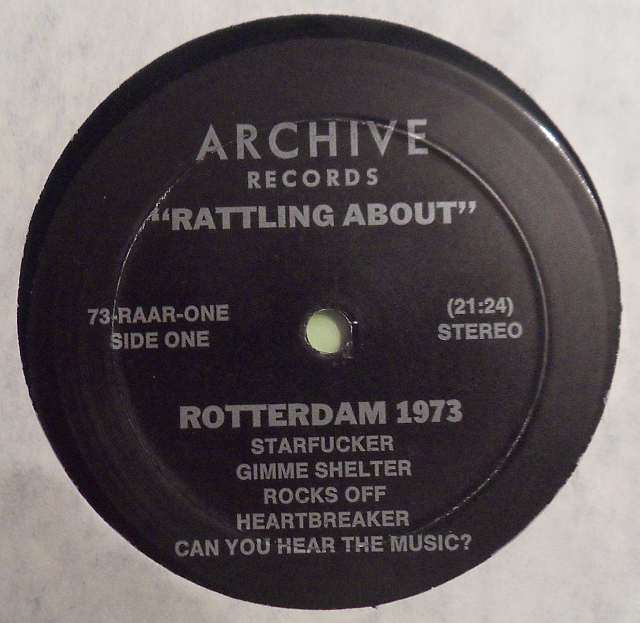 ARCHIVE
RECORDS
"RATTLING ABOUT"
73-RAAR-ONE
SIDE ONE
(21:24)
STEREO
ROTTERDAM 1973
STARFUCKER
GIMME SHELTER
ROCKS OFF
HEARTBREAKER
CAN YOU HEAR THE MUSIC?